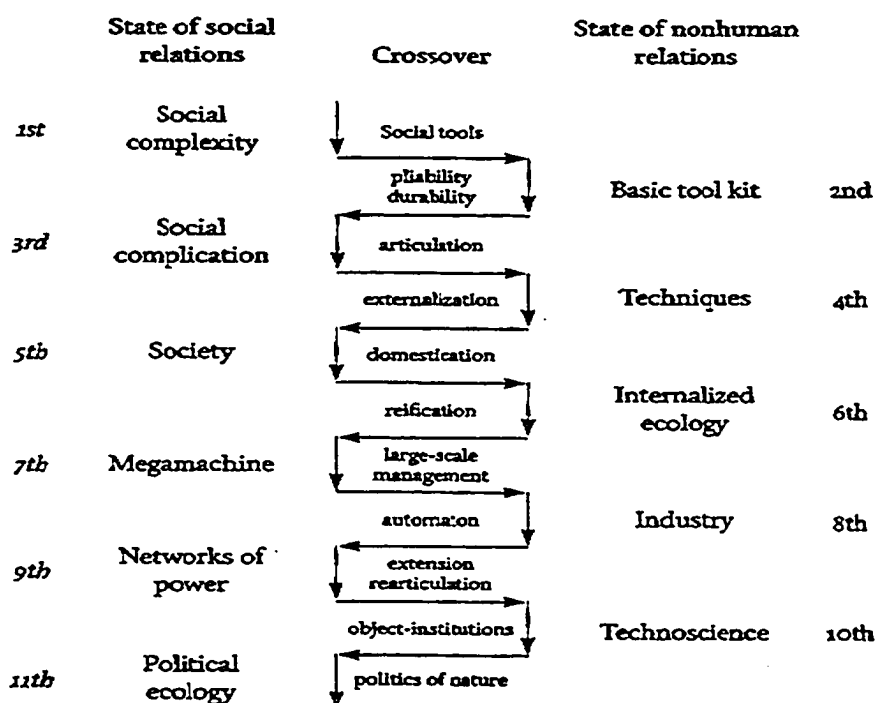 State of social
relations
Crossover
State of nonhuman
relations
1st
Social
complexity
Social tools
pliability
durability
Basic tool kit
2nd
3rd
Social
complication
articulation
externalization
Techniques
4th
5th
Society
domestication
reification
Internalized
ecology
6th
7th
Megamachine
large-scale
management
automaton
Industry
8th
9th
Networks of
power
extension
rearticulation
object-institutions
Technoscience
10th
11th
Political
ecology
politics of nature